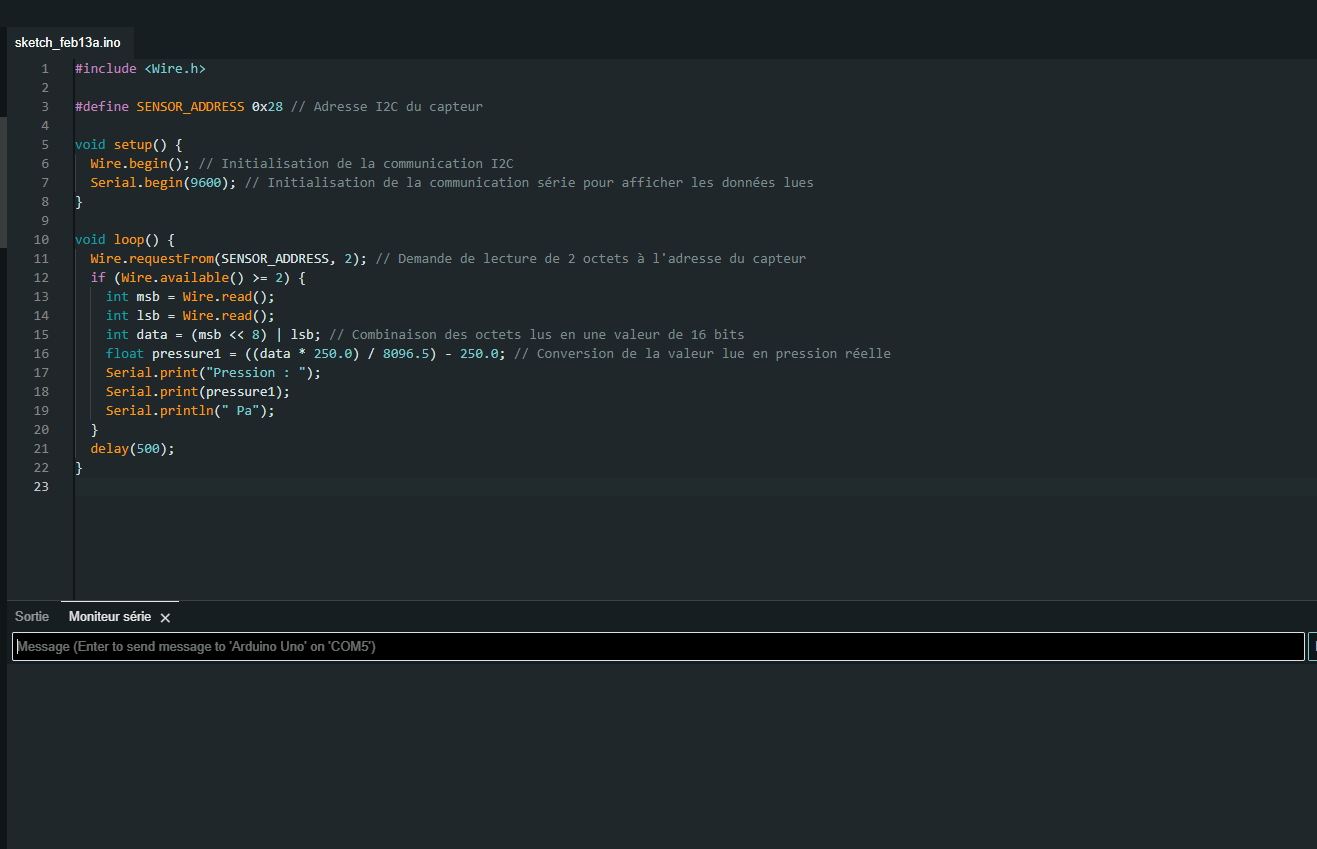 sketch_feb13a.ino
1 #include <Wire.h>
2
3 #define SENSOR_ADDRESS 0x28 // Adresse I2C du capteur
4
5 void setup() {
6 Wire.begin(); // Initialisation de la communication I2C
7 Serial.begin(9600); // Initialisation de la communication série pour afficher les données lues
8 }
9
10 void loop() {
11 Wire.requestFrom(SENSOR_ADDRESS, 2); // Demande de lecture de 2 octets à l'adresse du capteur
12 if (Wire.available() >= 2) {
13 int msb = Wire.read();
14 int lsb = Wire.read();
15 int data = (msb << 8) | lsb; // Combinaison des octets lus en une valeur de 16 bits
16 float pressure1 = ((data * 250.0) / 8096.5) - 250.0; // Conversion de la valeur lue en pression réelle
17 Serial.print("Pression : ");
18 Serial.print(pressure1);
19 Serial.println(" Pa");
20 }
21 delay(500);
22 }
23
Sortie Moniteur série
Message (Enter to send message to 'Arduino Uno' on 'COM5')